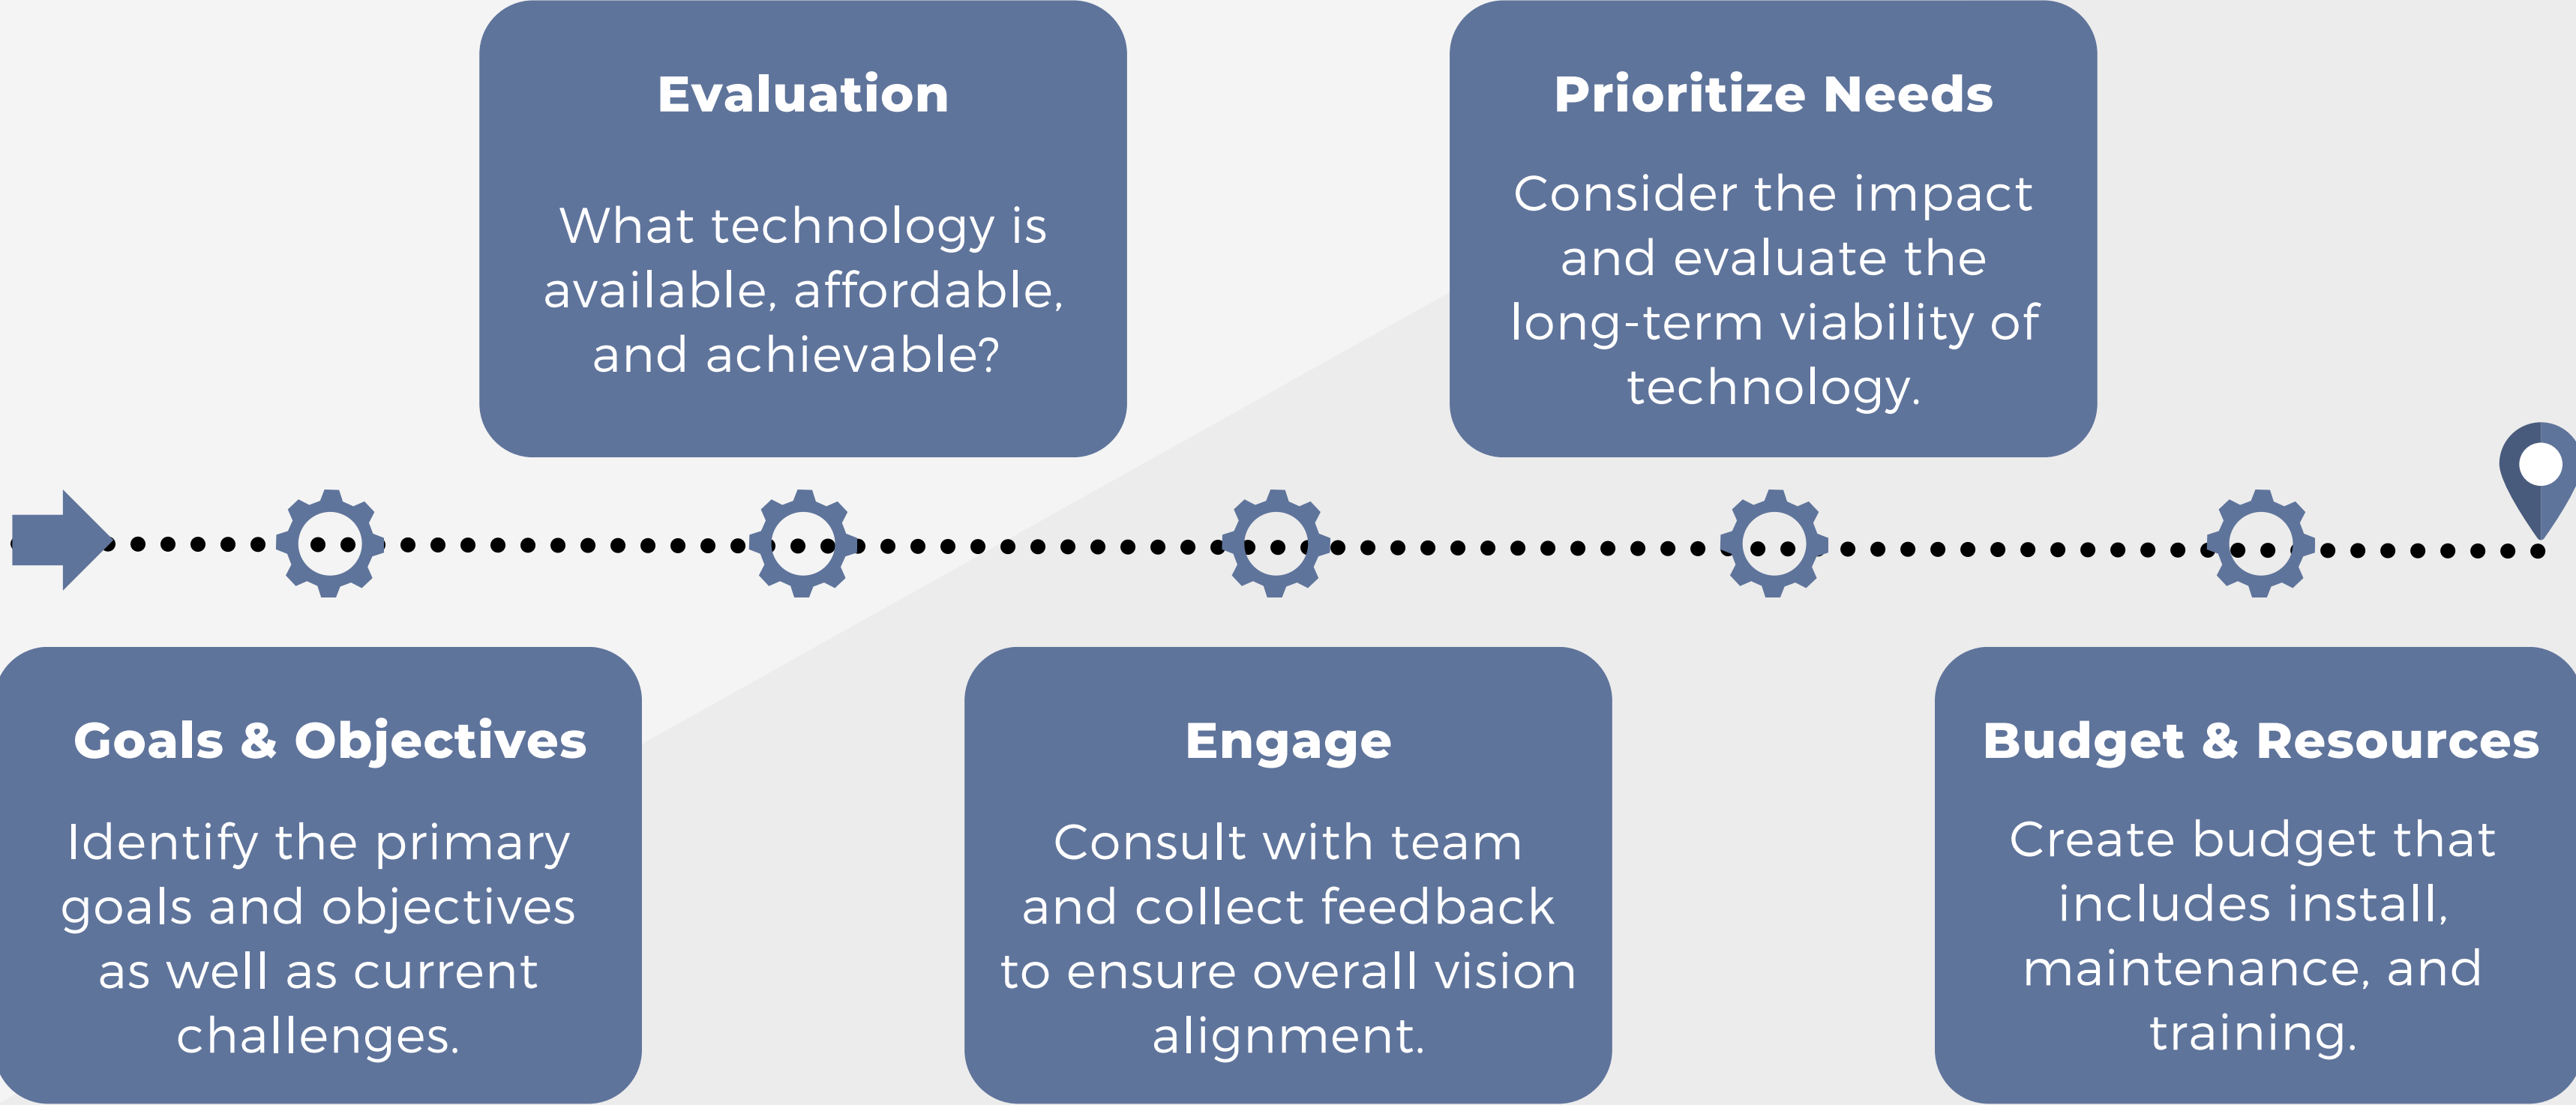 Evaluation
What technology is
available, affordable,
and achievable?
Prioritize Needs
Consider the impact
and evaluate the
long-term viability of
technology.
Goals & Objectives
Identify the primary
goals and objectives
as well as current
challenges.
Engage
Consult with team
and collect feedback
to ensure overall vision
alignment.
Budget & Resources
Create budget that
includes install,
maintenance, and
training.